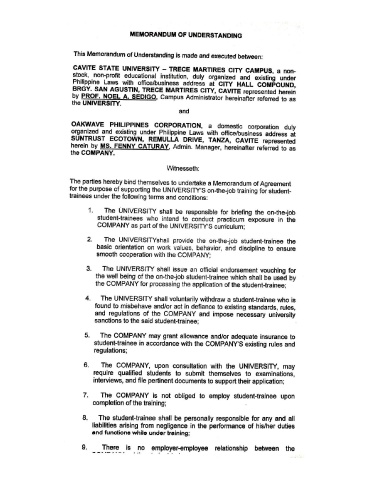 MEMORANDUM OF UNDERSTANDING
This Memorandum of Understanding is made and executed between:
CAVITE STATE UNIVERSITY – TRECE MARTIRES CITY CAMPUS, a non-
stock, non-profit educational institution, duly organized and existing under
Philippine Laws with office/business address at CITY HALL COMPOUND,
BRGY. SAN AGUSTIN, TRECE MARTIRES CITY, CAVITE represented herein
by PROF. NOEL A. SEDIGO, Campus Administrator hereinafter referred to as
the UNIVERSITY.
and
OAKWAVE PHILIPPINES CORPORATION, a domestic corporation duly
organized and existing under Philippine Laws with office/business address at
SUNTRUST ECOTOWN, REMULLA DRIVE, TANZA, CAVITE represented
herein by MS. FENNY CATURAY, Admin. Manager, hereinafter referred to as
the COMPANY.
Witnesseth:
The parties hereby bind themselves to undertake a Memorandum of Agreement
for the purpose of supporting the UNIVERSITY'S on-the-job training for student-
trainees under the following terms and conditions:
1. The UNIVERSITY shall be responsible for briefing the on-the-job
student-trainees who intend to conduct practicum exposure in the
COMPANY as part of the UNIVERSITY'S curriculum;
2. The UNIVERSITYshall provide the on-the-job student-trainee the
basic orientation on work values, behavior, and discipline to ensure
smooth cooperation with the COMPANY;
3. The UNIVERSITY shall issue an official endorsement vouching for
the well being of the on-the-job student-trainee which shall be used by
the COMPANY for processing the application of the student-trainee;
4. The UNIVERSITY shall voluntarily withdraw a student-trainee who is
found to misbehave and/or act in defiance to existing standards, rules,
and regulations of the COMPANY and impose necessary university
sanctions to the said student-trainee;
5. The COMPANY may grant allowance and/or adequate insurance to
student-trainee in accordance with the COMPANY'S existing rules and
regulations;
6. The COMPANY, upon consultation with the UNIVERSITY, may
require qualified students to submit themselves to examinations,
interviews, and file pertinent documents to support their application;
7. The COMPANY is not obliged to employ student-trainee upon
completion of the training;
8. The student-trainee shall be personally responsible for any and all
liabilities arising from negligence in the performance of his/her duties
and functions while under training;
9. There is no employer-employee relationship between the